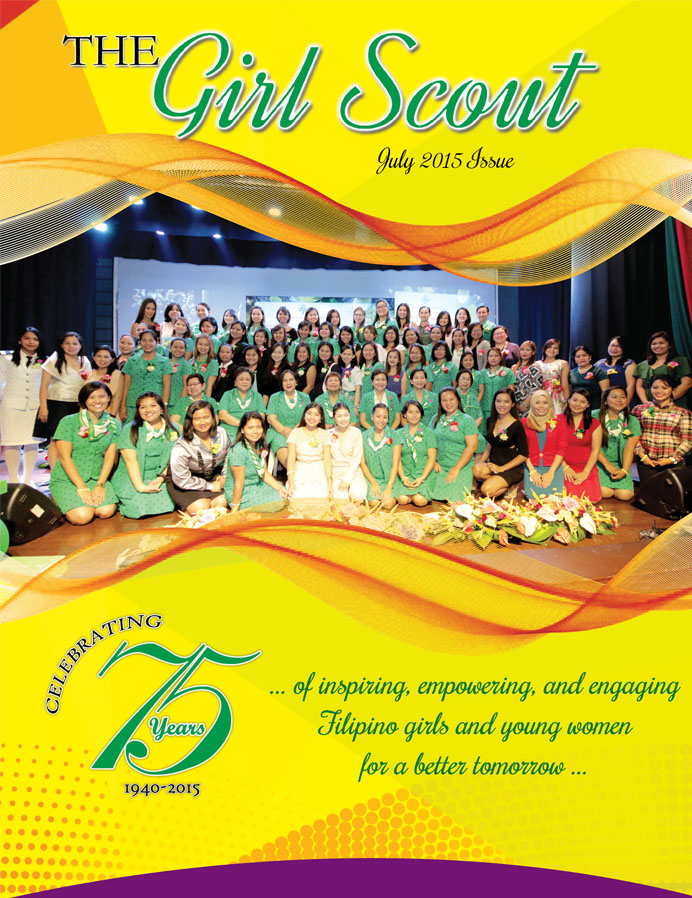 THE
Girl Scout
July 2015 Issue
CELEBRATING
75
Years
1940-2015
... of inspiring, empowering, and engaging
Filipino girls and young women
for a better tomorrow ...